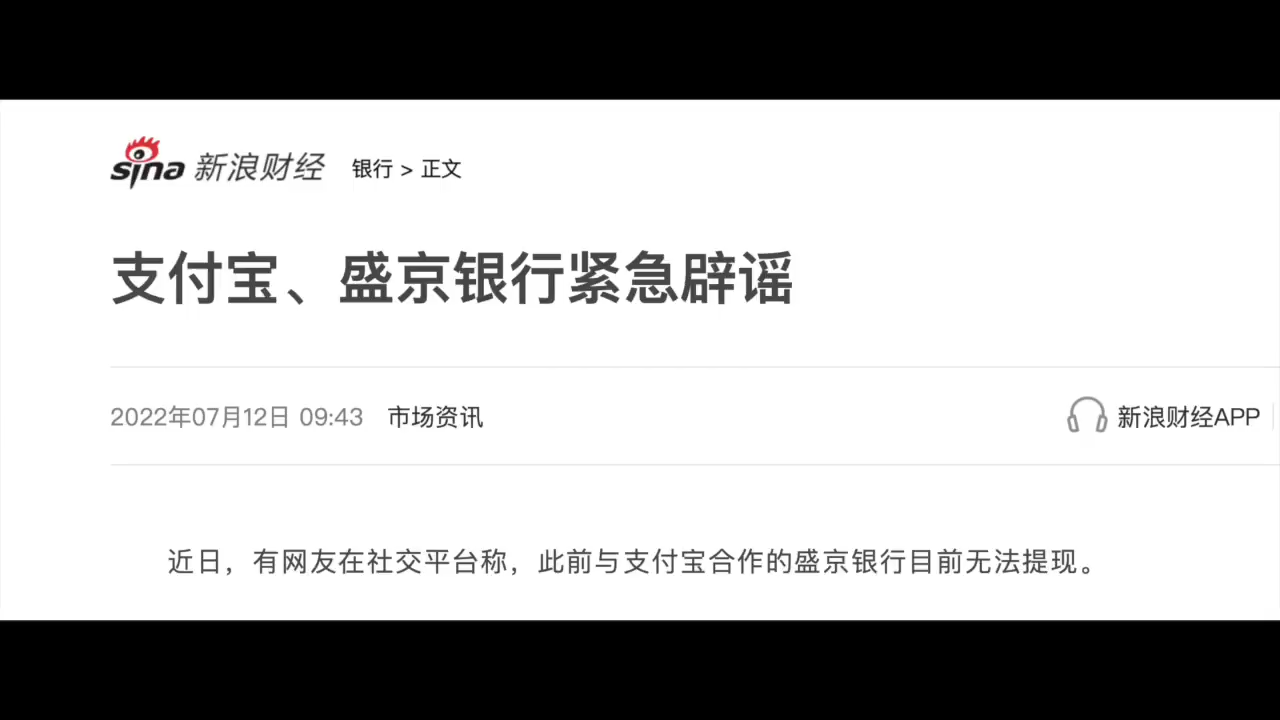 sina 新浪财经 银行 > 正文
支付宝、盛京银行紧急辟谣
2022年07月12日 09:43 市场资讯 新浪财经APP
近日，有网友在社交平台称，此前与支付宝合作的盛京银行目前无法提现。